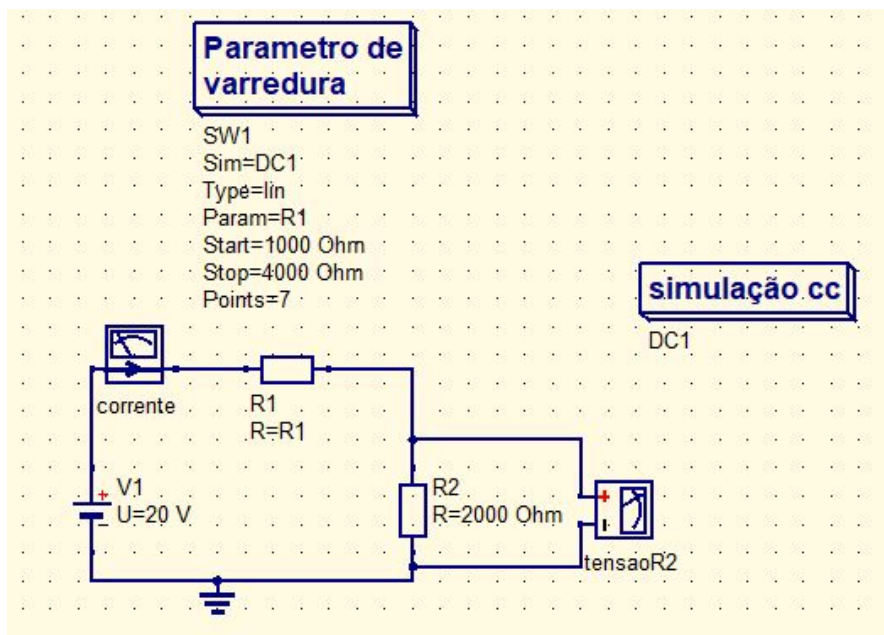 Parametro de
varredura
SW1
Sim=DC1
Type=lin
Param=R1
Start=1000 Ohm
Stop=4000 Ohm
Points=7
simulação cc
DC1
corrente
R1
R=R1
V1
U=20 V
R2
R=2000 Ohm
tensaoR2